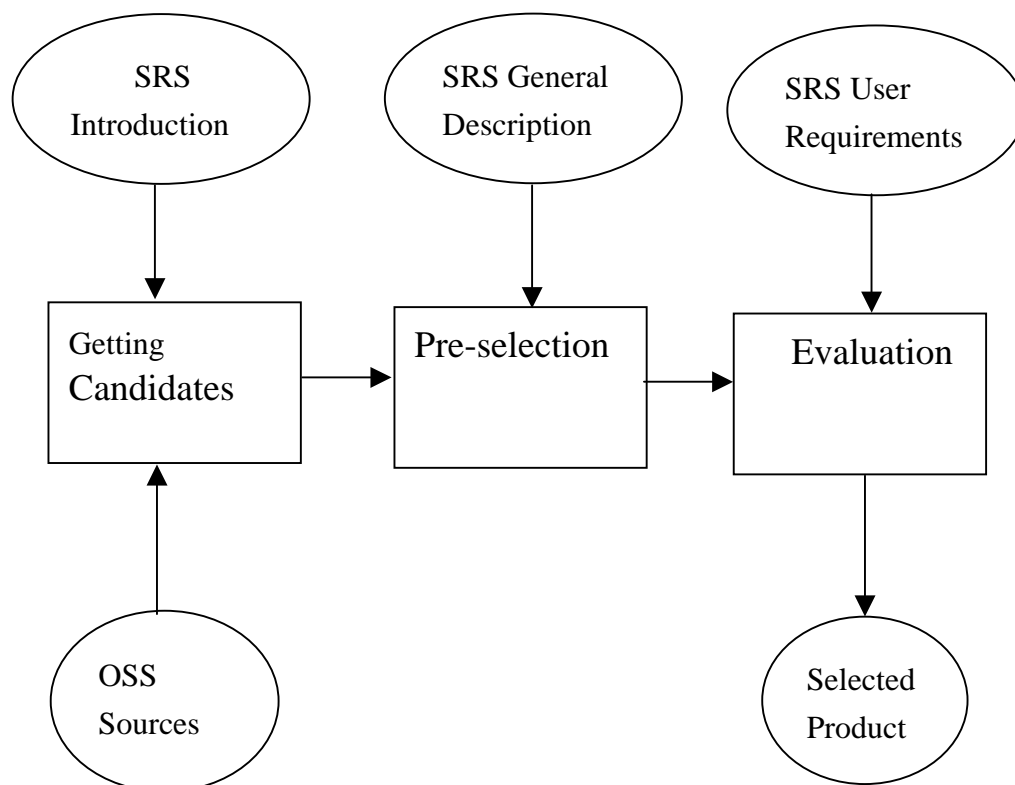 SRS
Introduction
SRS General
Description
SRS User
Requirements
Getting
Candidates
Pre-selection
Evaluation
OSS
Sources
Selected
Product